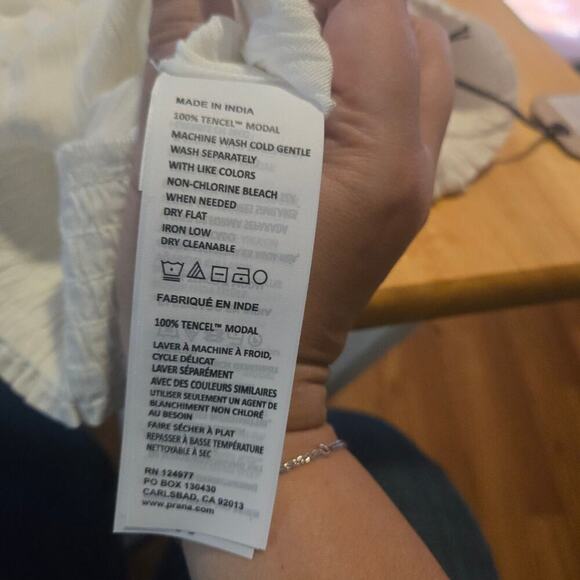 MADE IN INDIA
100% TENCEL™ MODAL
MACHINE WASH COLD GENTLE
WASH SEPARATELY
WITH LIKE COLORS
NON-CHLORINE BLEACH
WHEN NEEDED
DRY FLAT
IRON LOW
DRY CLEANABLE
FABRIQUÉ EN INDE
100% TENCEL™ MODAL
LAVER À MACHINE À FROID,
CYCLE DÉLICAT
LAVER SÉPARÉMENT
AVEC DES COULEURS SIMILAIRES
UTILISER SEULEMENT UN AGENT DE
BLANCHIMENT NON CHLORÉ
AU BESOIN
FAIRE SÉCHER À PLAT
REPASSER À BASSE TEMPÉRATURE
NETTOYABLE À SEC
RN 124977
PO BOX 130430
CARLSBAD, CA 92013
www.prana.com